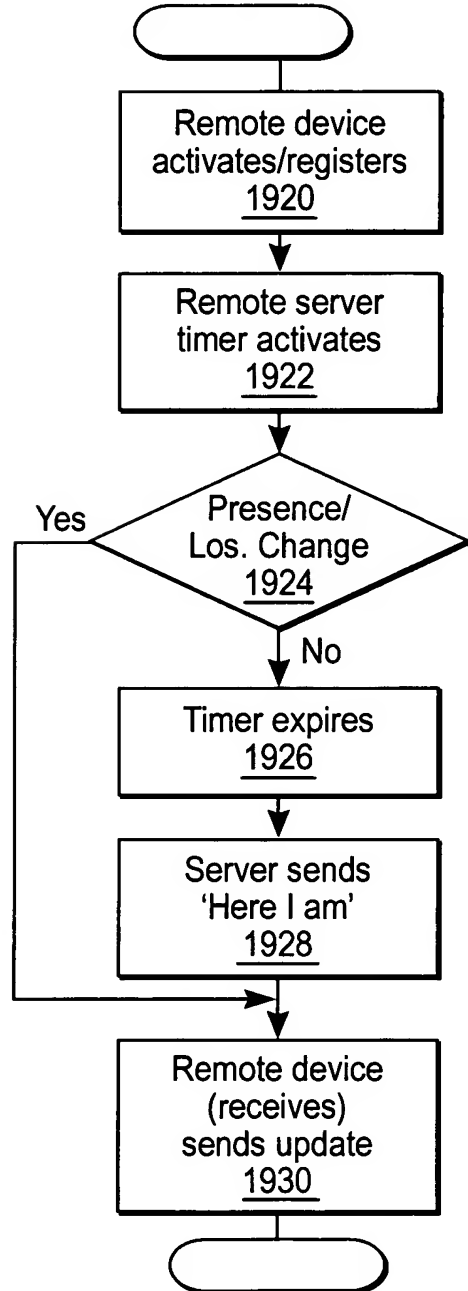 Remote device
activates/registers
1920
Remote server
timer activates
1922
Yes
Presence/
Los. Change
1924
No
Timer expires
1926
Server sends
‘Here I am’
1928
Remote device
(receives)
sends update
1930